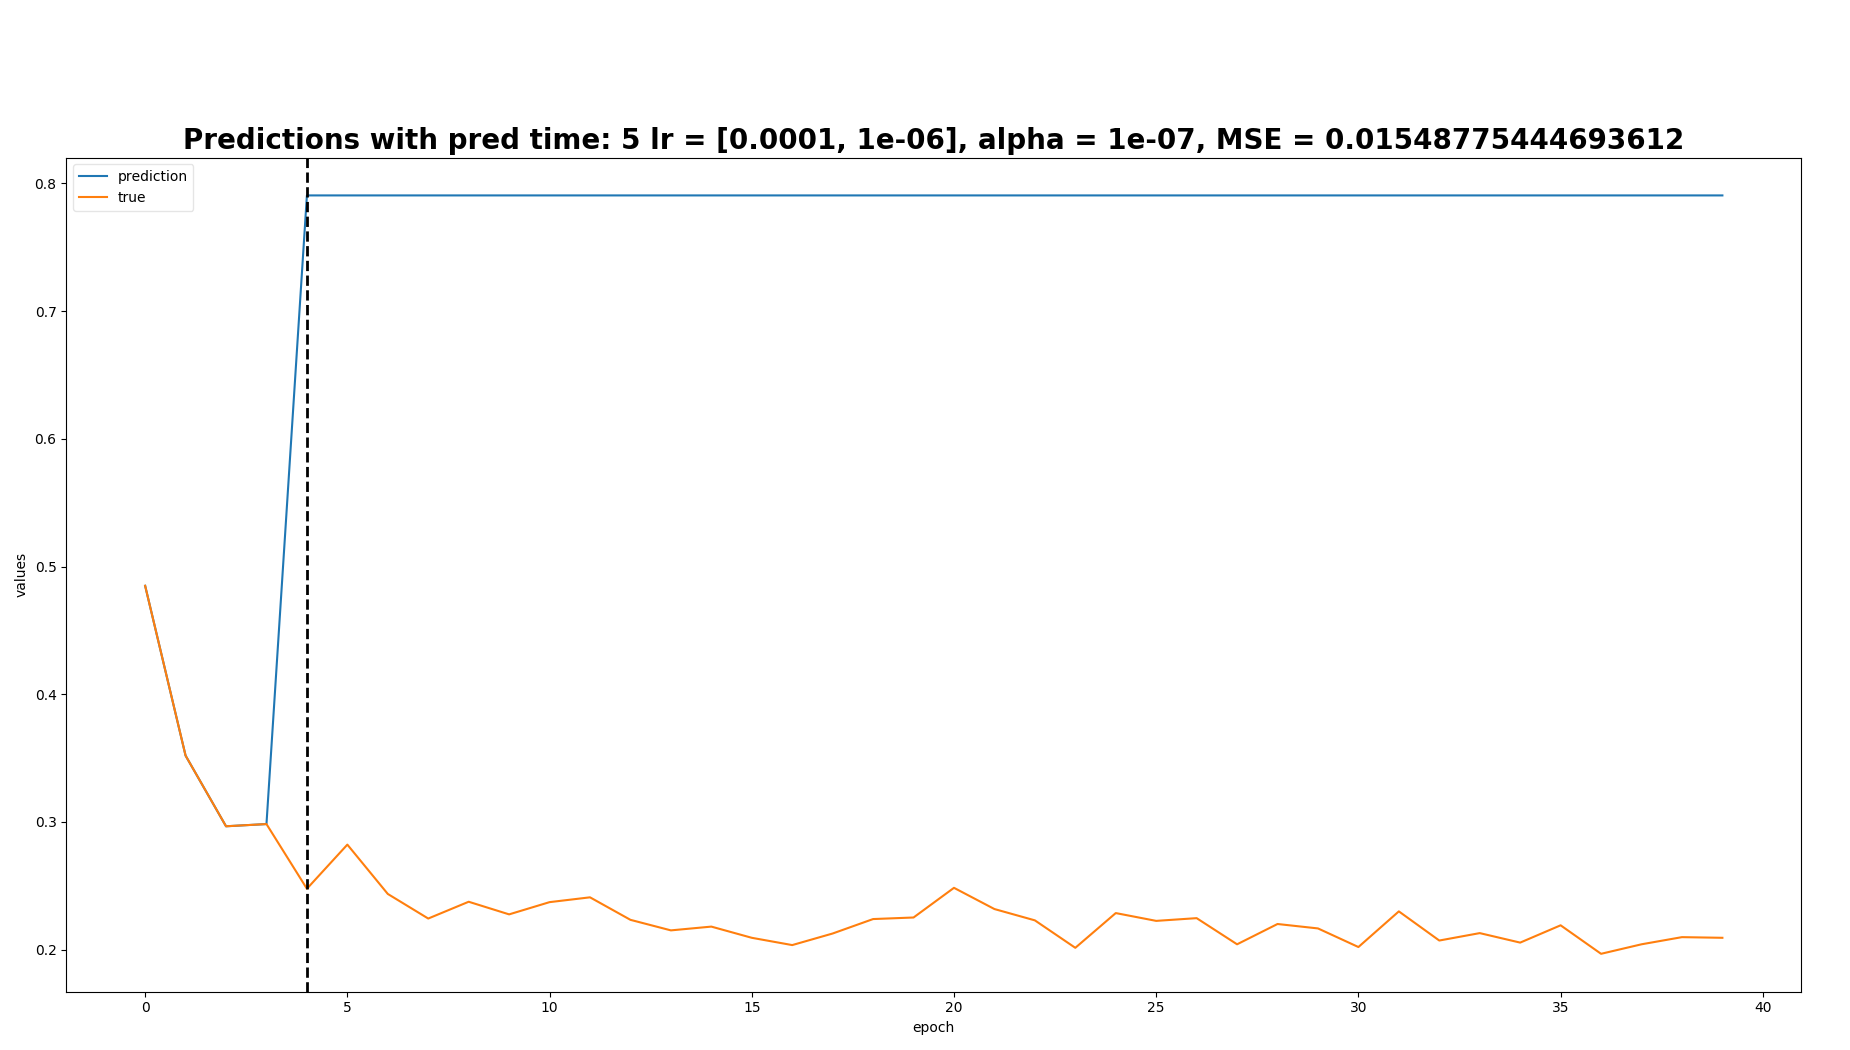 Predictions with pred time: 5 lr = [0.0001, 1e-06], alpha = 1e-07, MSE = 0.01548775444693612
prediction
true
0.8
0.7
0.6
0.5
0.4
0.3
0.2
values
0 5 10 15 20 25 30 35 40
epoch